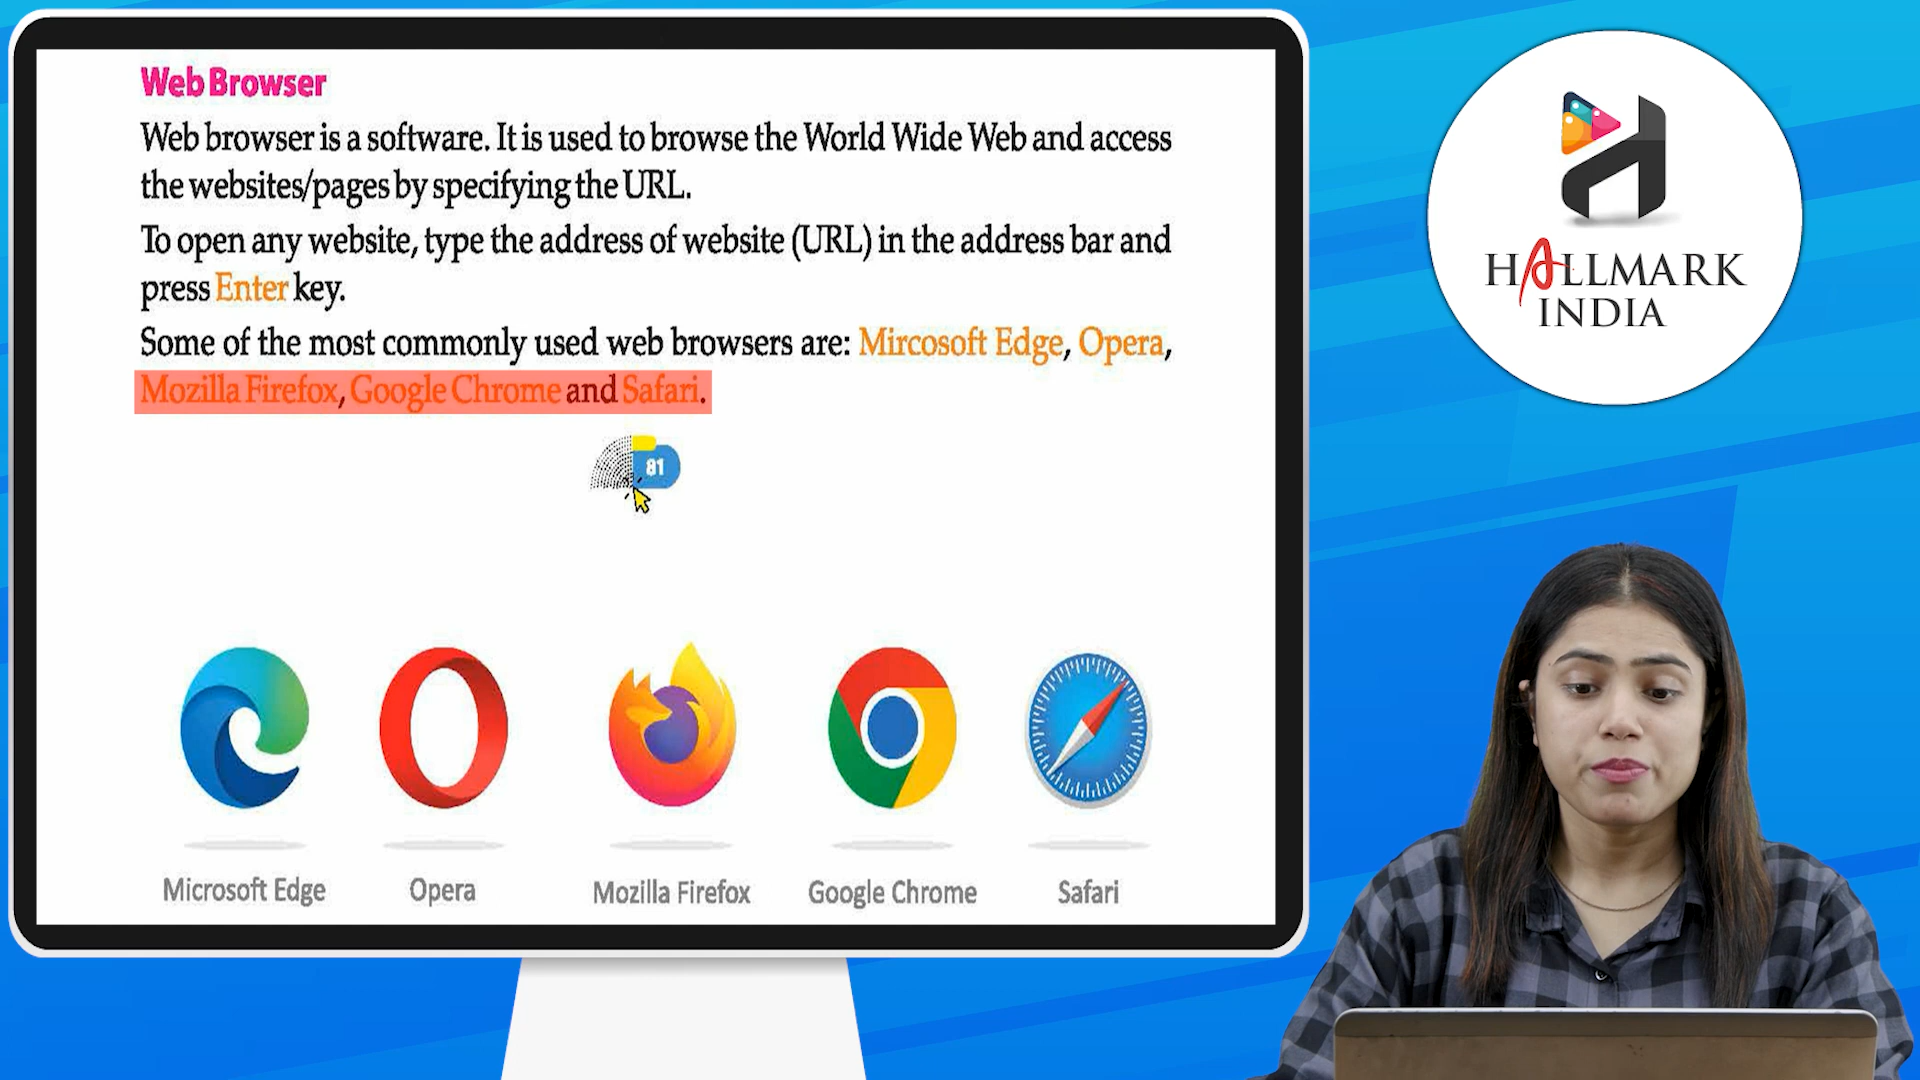 Web Browser
Web browser is a software. It is used to browse the World Wide Web and access
the websites/pages by specifying the URL.
To open any website, type the address of website (URL) in the address bar and
press Enter key.
Some of the most commonly used web browsers are: Mircosoft Edge, Opera,
Mozilla Firefox, Google Chrome and Safari.
81
Microsoft Edge
Opera
Mozilla Firefox
Google Chrome
Safari
HALLMARK
INDIA